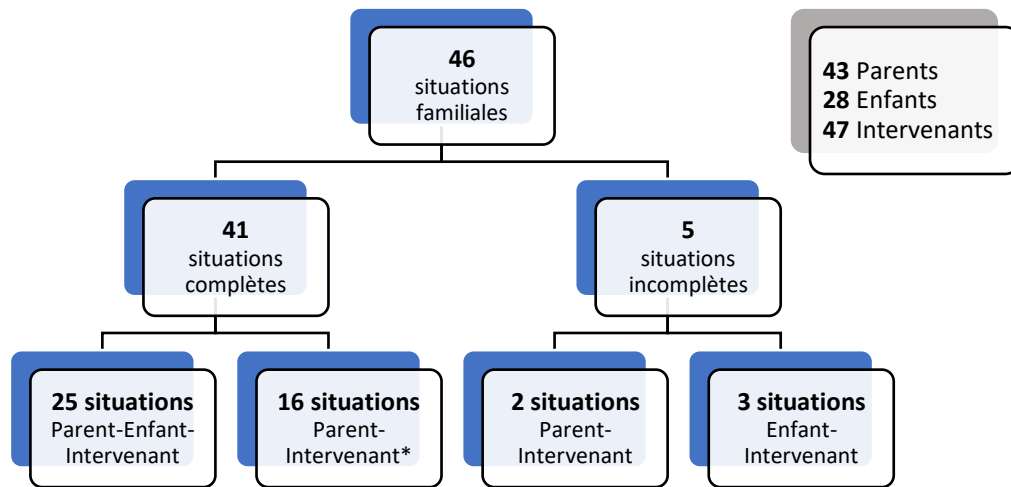 46
situations
familiales
43 Parents
28 Enfants
47 Intervenants
41
situations
complètes
5
situations
incomplètes
25 situations
Parent-Enfant-
Intervenant
16 situations
Parent-
Intervenant*
2 situations
Parent-
Intervenant
3 situations
Enfant-
Intervenant